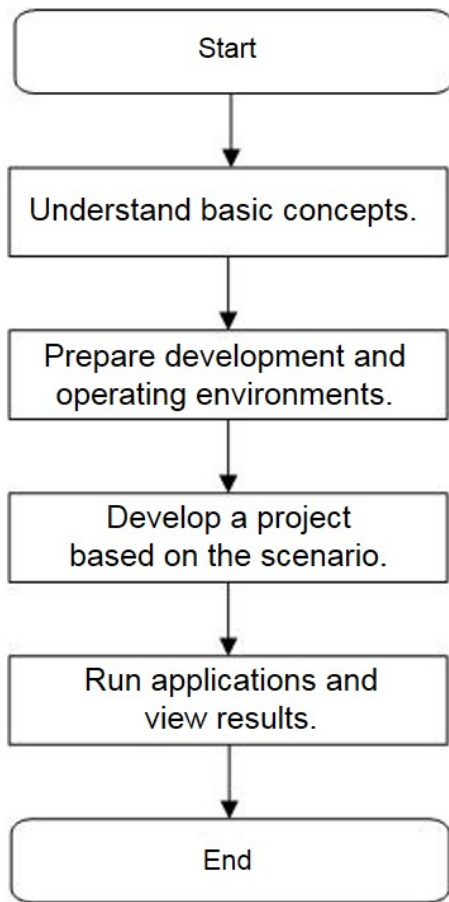 Start
Understand basic concepts.
Prepare development and
operating environments.
Develop a project
based on the scenario.
Run applications and
view results.
End